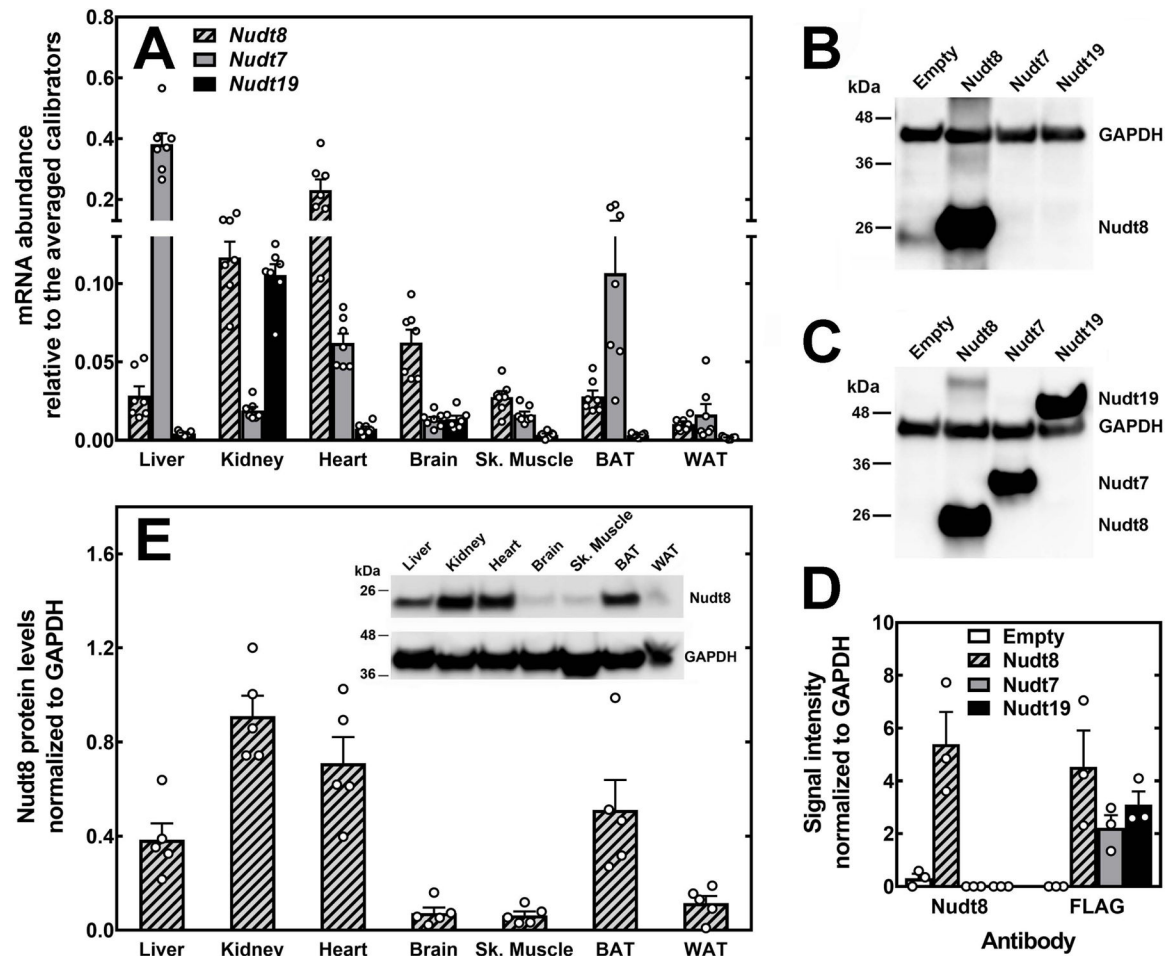 A
Nudt8
Nudt7
Nudt19
mRNA abundance
relative to the averaged calibrators
0.8
0.6
0.4
0.2
0.10
0.05
0.00
Liver Kidney Heart Brain Sk. Muscle BAT WAT
B
Empty Nudt8 Nudt7 Nudt19
kDa
48
36
26
GAPDH
Nudt8
C
Empty Nudt8 Nudt7 Nudt19
kDa
48
36
26
Nudt19
GAPDH
Nudt7
Nudt8
E
Nudt8 protein levels
normalized to GAPDH
1.6
1.2
0.8
0.4
0.0
Liver Kidney Heart Brain Sk. Muscle BAT WAT
kDa
26
48
36
Nudt8
GAPDH
Liver Kidney Heart Brain Sk. Muscle BAT WAT
D
Signal intensity
normalized to GAPDH
10
8
6
4
2
0
Empty
Nudt8
Nudt7
Nudt19
Nudt8 FLAG
Antibody